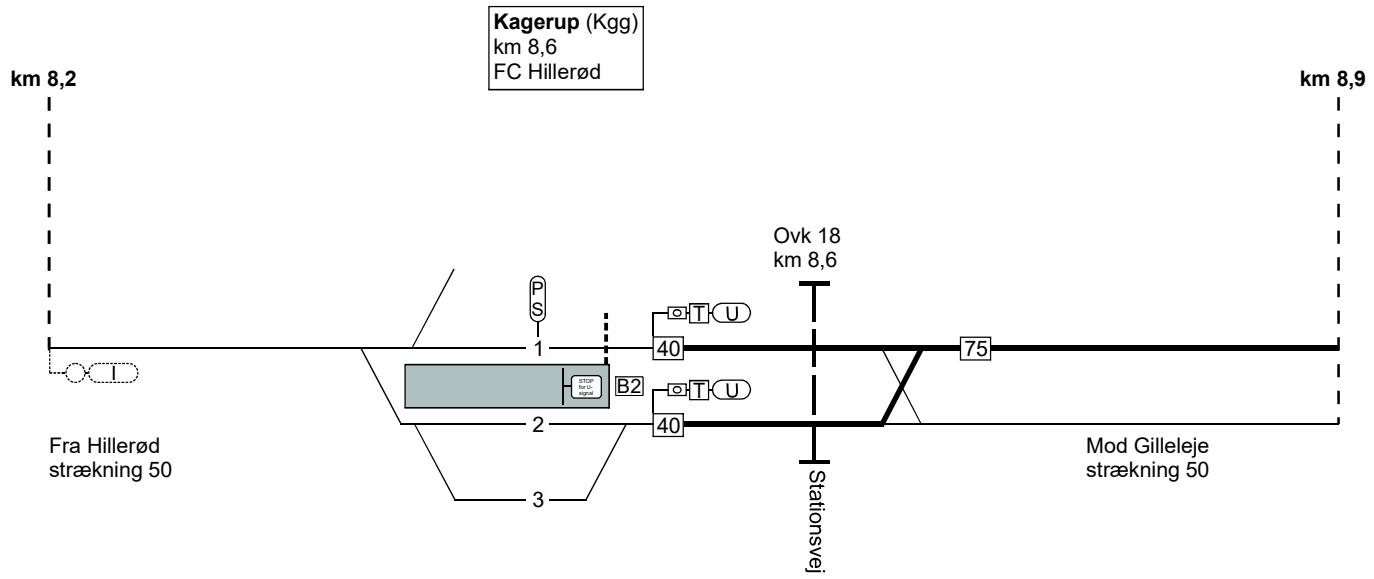 Kagerup (Kgg)
km 8,6
FC Hillerød
km 8,2
km 8,9
Ovk 18
km 8,6
P
S
T U
1
40
75
I
STOP
for U-
signal
B2
T U
2
40
Fra Hillerød
strækning 50
Mod Gilleleje
strækning 50
3
Stationsvej